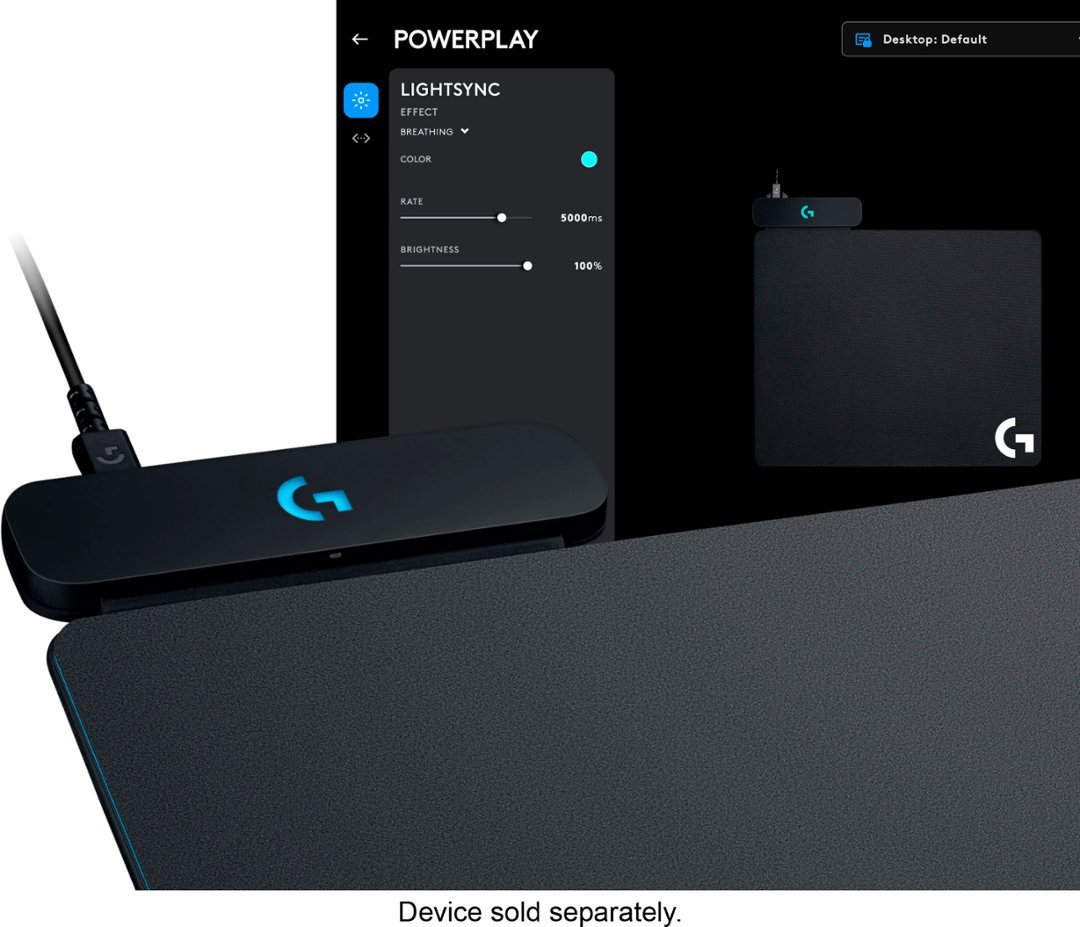 POWERPLAY
Desktop: Default
LIGHTSYNC
EFFECT
BREATHING
COLOR
RATE
5000ms
BRIGHTNESS
100%
Device sold separately.